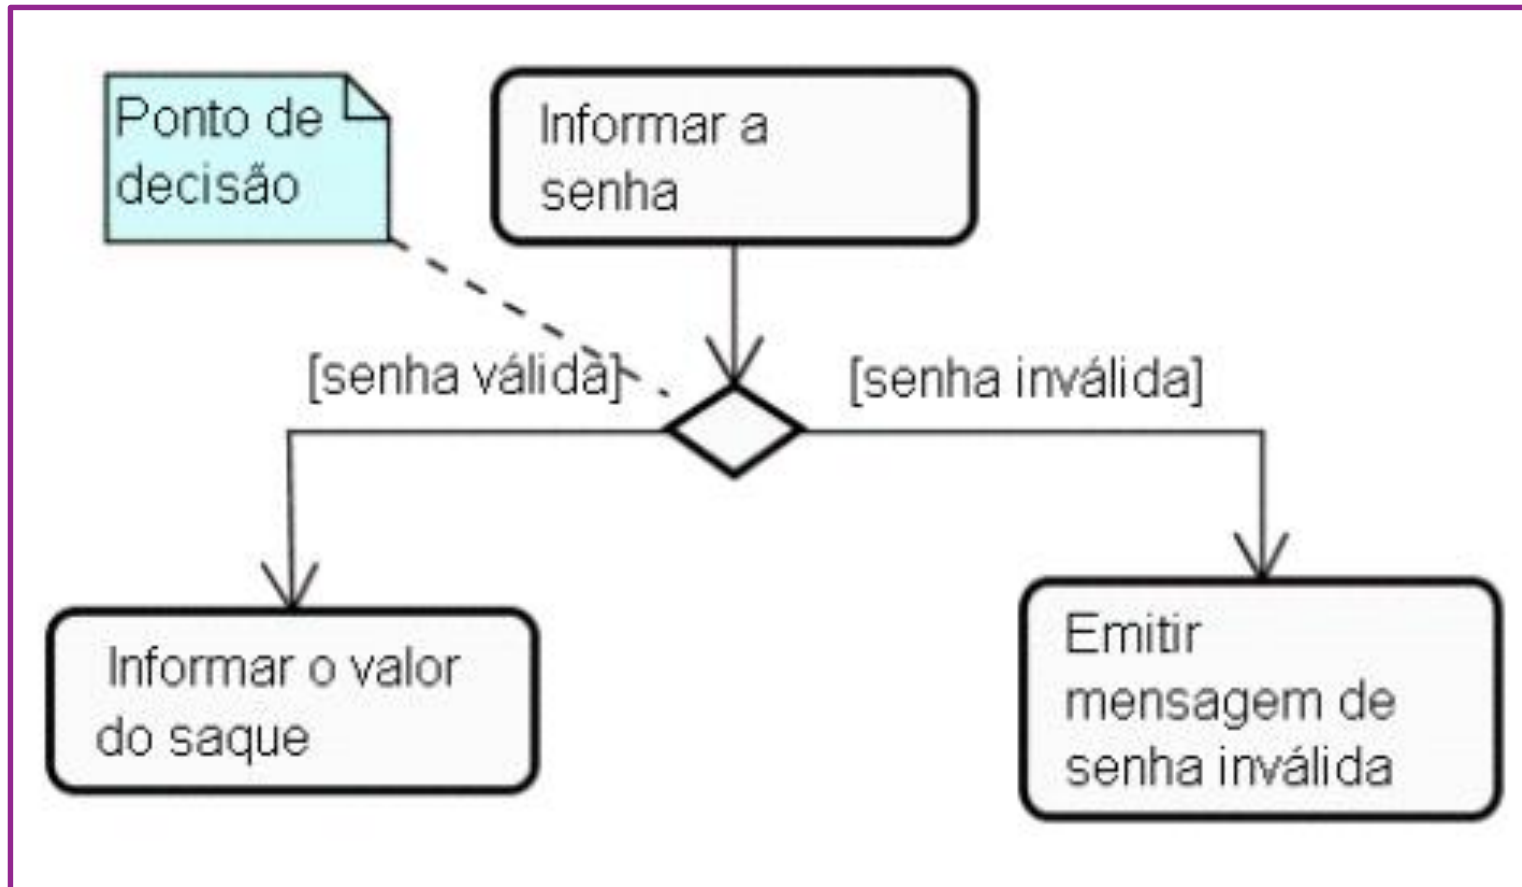 Ponto de
decisão
Informar a
senha
[senha válida]
[senha inválida]
Informar o valor
do saque
Emitir
mensagem de
senha inválida